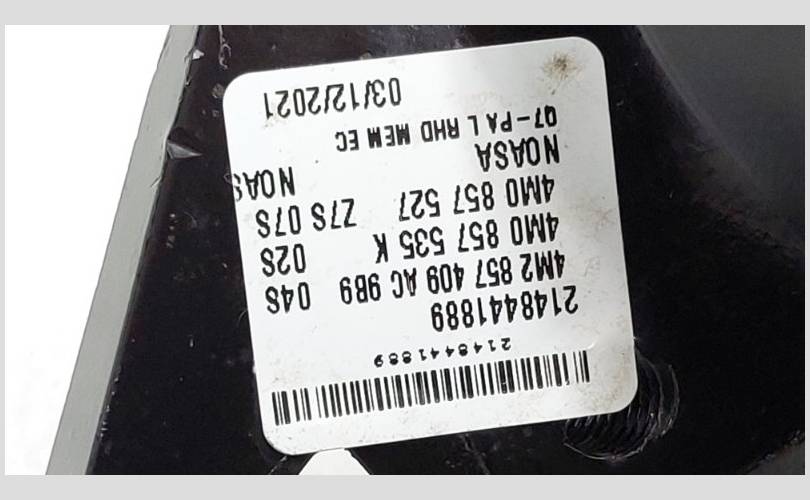 2148441889
2148441889
4M2 857 409 AC 9B9 04S
4M0 857 535 K 02S
4M0 857 527 Z7S 07S
NOASA NOAS
Q7-PA L RHD MEM EC
03/12/2021